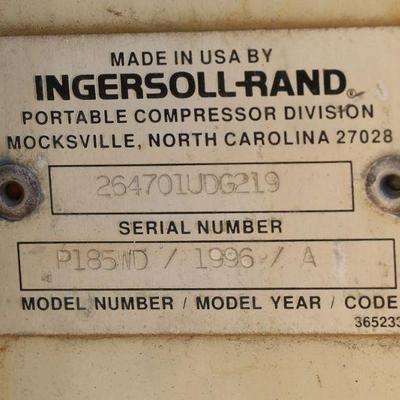 MADE IN USA BY
INGERSOLL-RAND®
PORTABLE COMPRESSOR DIVISION
MOCKSVILLE, NORTH CAROLINA 27028
264701UDG219
SERIAL NUMBER
P185WD / 1996 / A
MODEL NUMBER / MODEL YEAR / CODE
365233